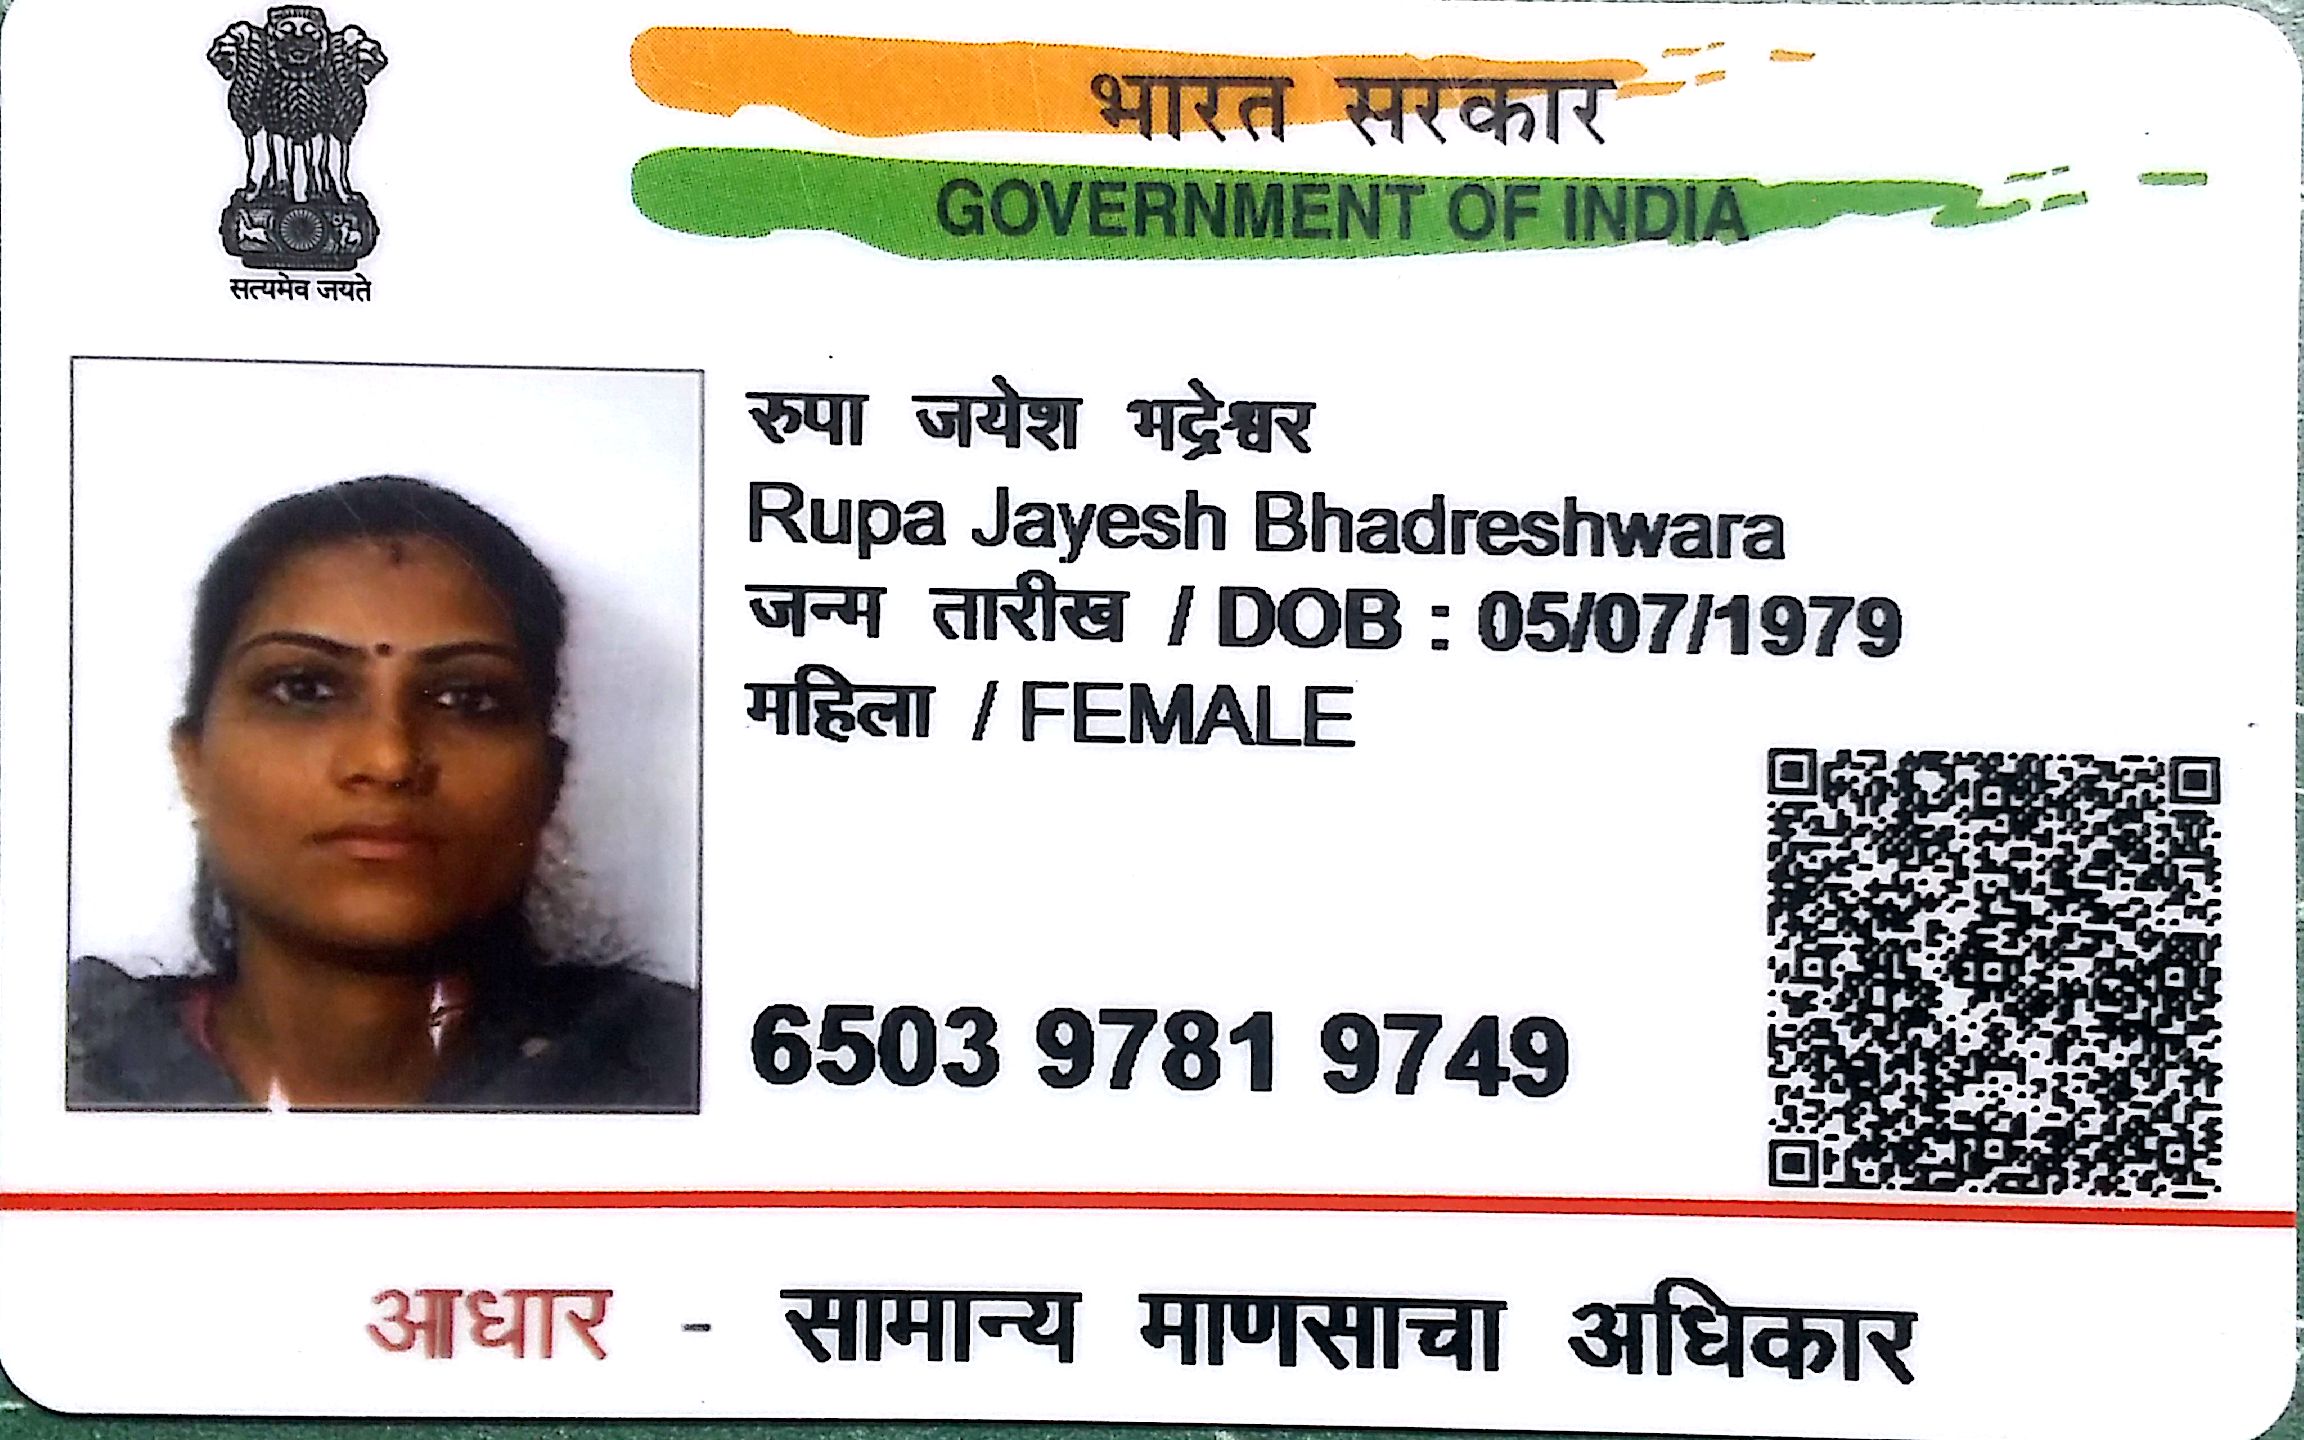 भारत सरकार
GOVERNMENT OF INDIA
सत्यमेव जयते
रुपा जयेश भद्रेश्वर
Rupa Jayesh Bhadreshwara
जन्म तारीख / DOB : 05/07/1979
महिला / FEMALE
6503 9781 9749
आधार - सामान्य माणसाचा अधिकार